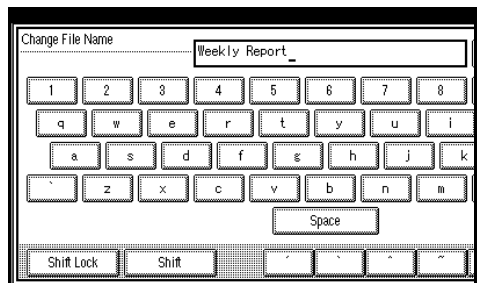 Change File Name
Weekly Report_
1 2 3 4 5 6 7 8
q w e r t y u i
a s d f g h j k
` z x c v b n m
Space
Shift Lock Shift ´ ` ^ ~